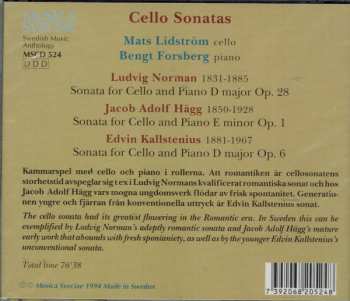 Cello Sonatas
Swedish Music
Anthology
MSCD 524
DDD
Mats Lidström cello
Bengt Forsberg piano
Ludvig Norman 1831-1885
Sonata for Cello and Piano D major Op. 28
Jacob Adolf Hägg 1850-1928
Sonata for Cello and Piano E minor Op. 1
Edvin Kallstenius 1881-1967
Sonata for Cello and Piano D major Op. 6
Kammarspel med cello och piano i rollerna. Att romantiken är cellosonatens
storhetstid avspeglar sig t ex i Ludvig Normans kvalificerat romantiska sonat och hos
Jacob Adolf Hägg vars mogna ungdomsverk flödar av frisk spontanitet. Generatio-
nen yngre och fjärran från konventionella uttryck är Edvin Kallstenius sonat.
The cello sonata had its greatest flowering in the Romantic era. In Sweden this can be
exemplified by Ludvig Norman's adeptly romantic sonata and Jacob Adolf Hägg's mature
early work that abounds with fresh spontaniety, as well as by the younger Edvin Kallstenius's
unconventional sonata.
Total time 76'38
© + ℗ Musica Sveciae 1994 Made in Sweden
7 392068 205248